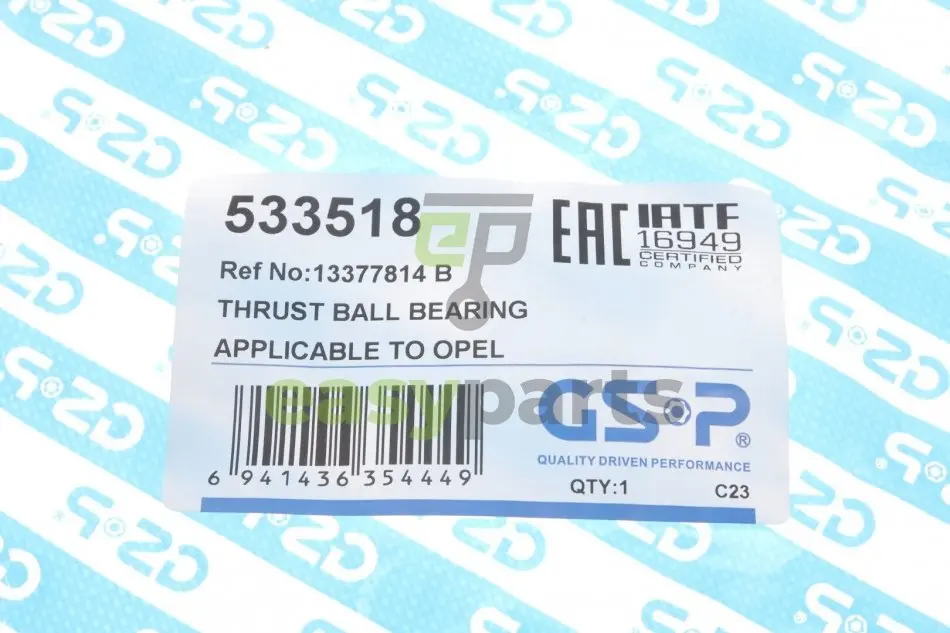 533518
Ref No:13377814 B
THRUST BALL BEARING
APPLICABLE TO OPEL
EAC
IATF
16949
CERTIFIED
COMPANY
ep
easyparts
GSP®
QUALITY DRIVEN PERFORMANCE
6 941436 354449
QTY:1
C23